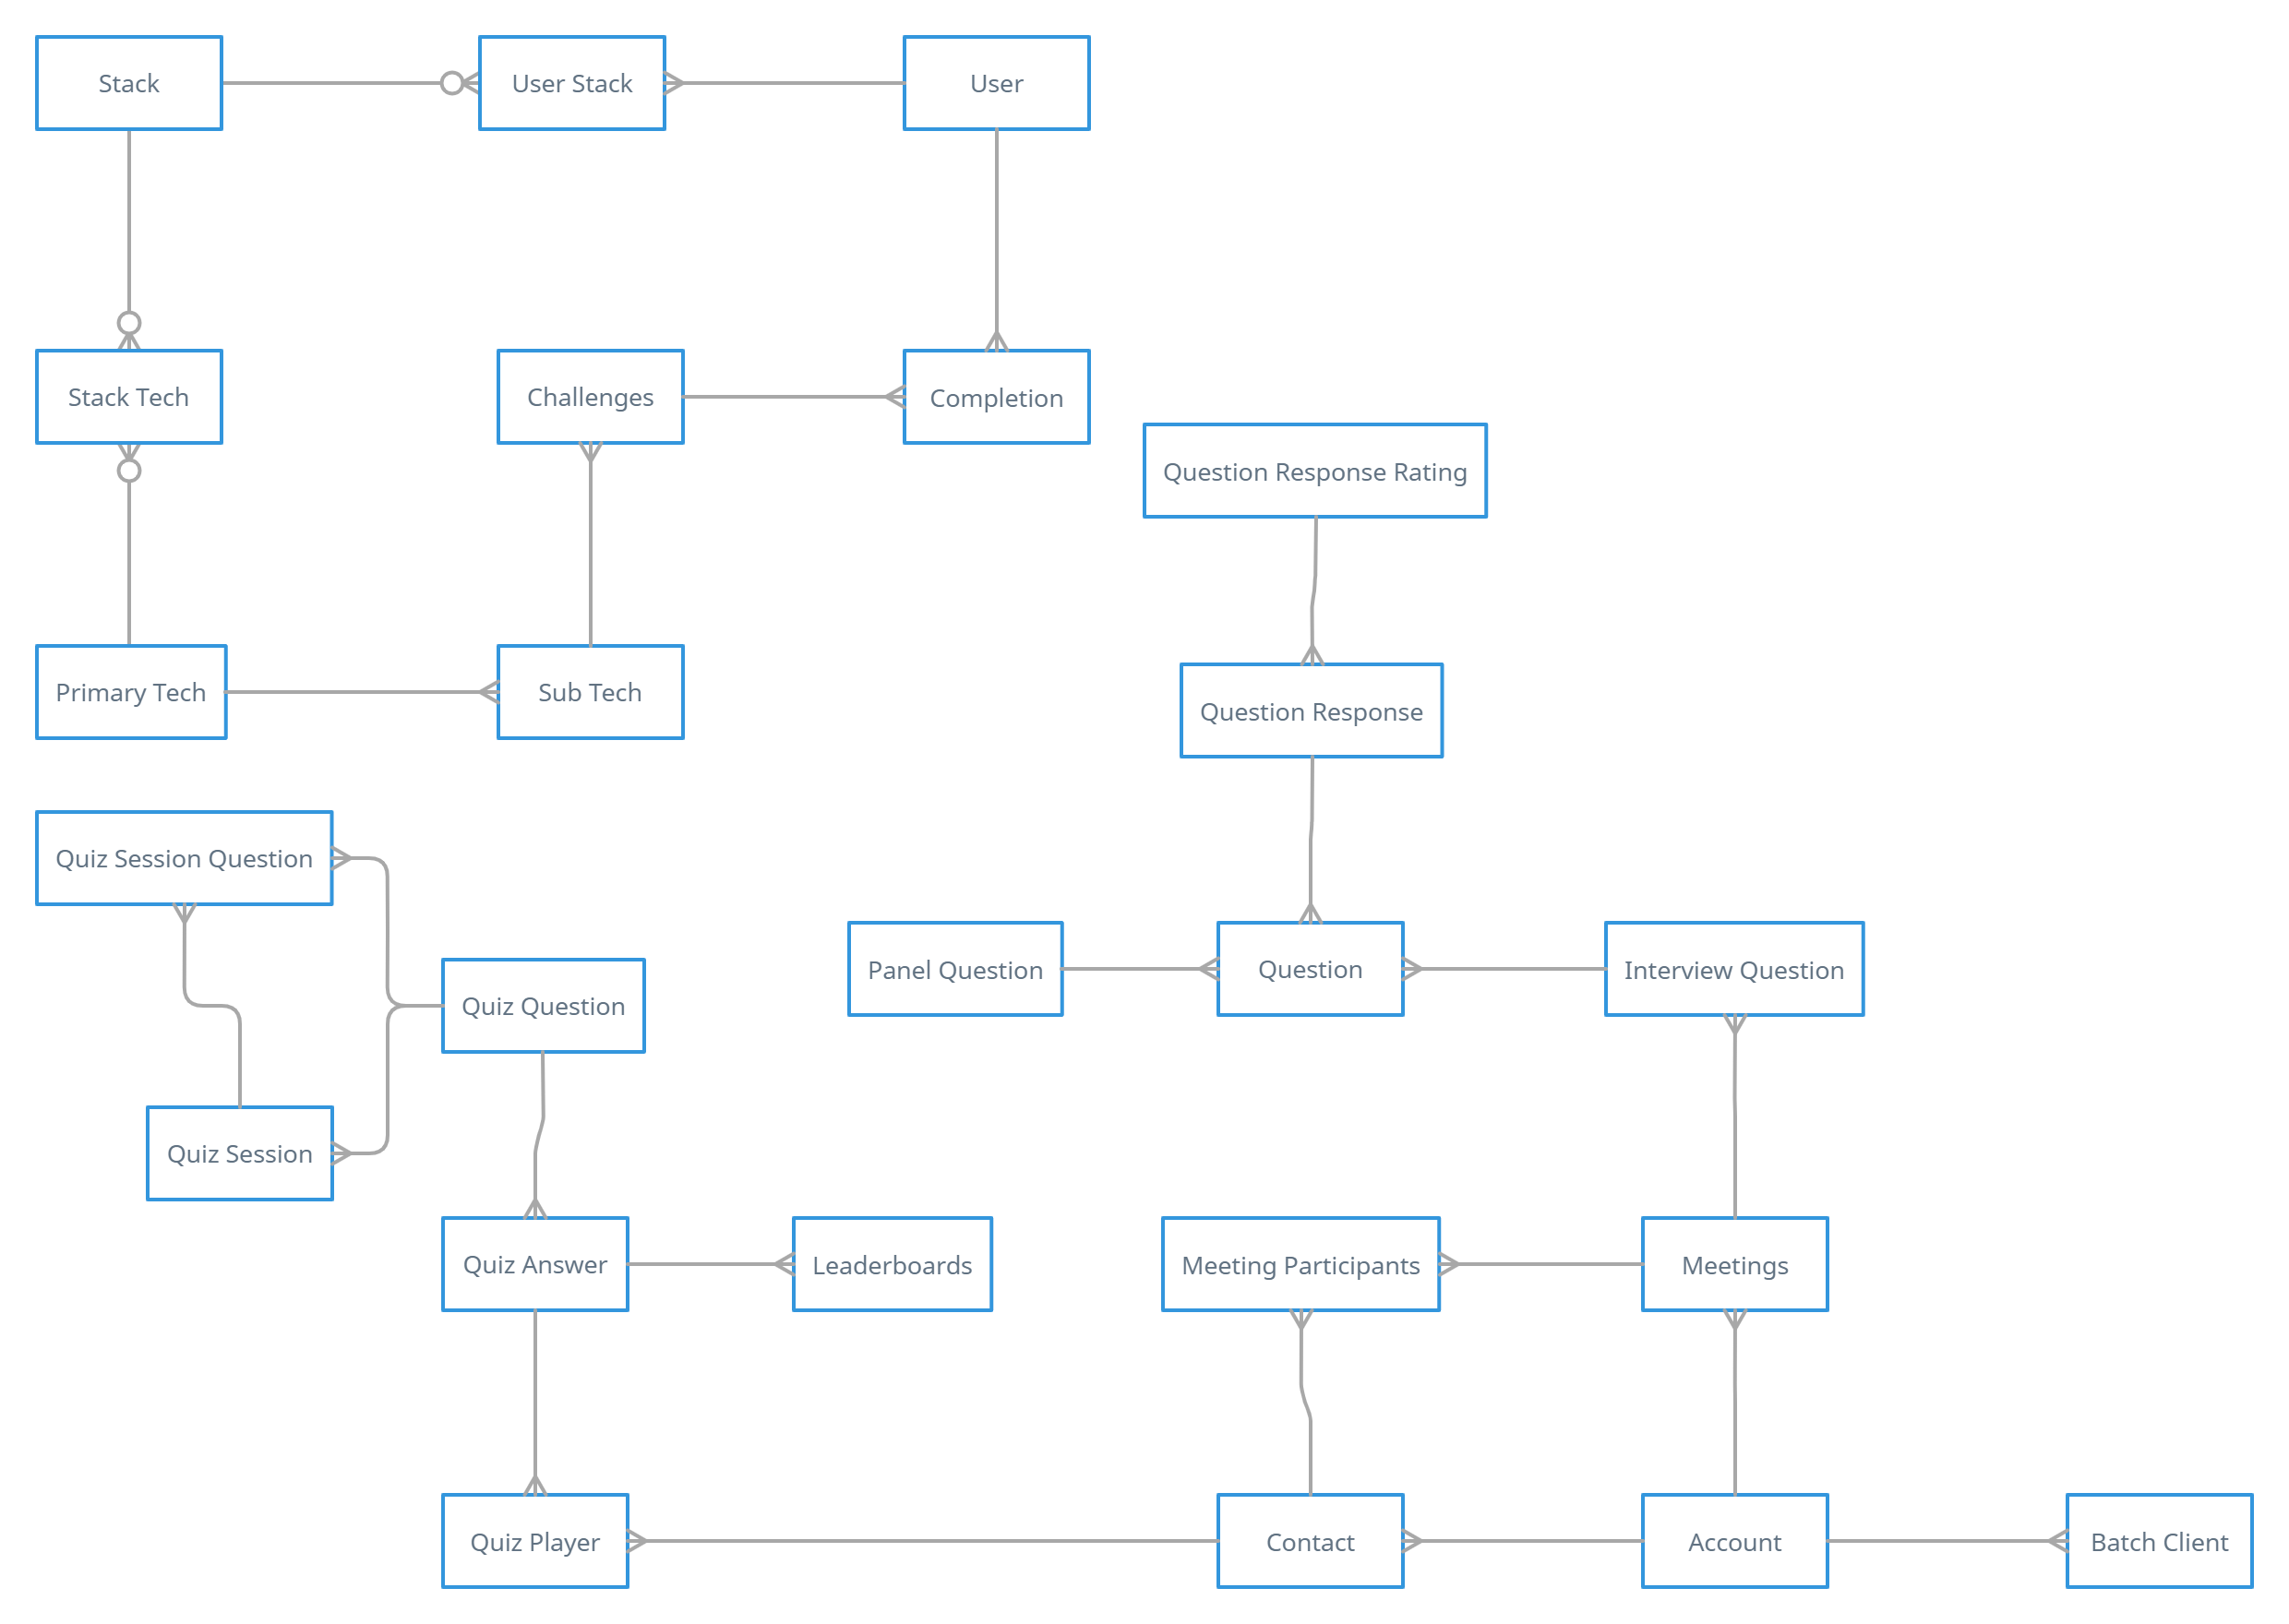 Stack
User Stack
User
Stack Tech
Challenges
Completion
Question Response Rating
Primary Tech
Sub Tech
Question Response
Quiz Session Question
Panel Question
Question
Interview Question
Quiz Question
Quiz Session
Quiz Answer
Leaderboards
Meeting Participants
Meetings
Quiz Player
Contact
Account
Batch Client